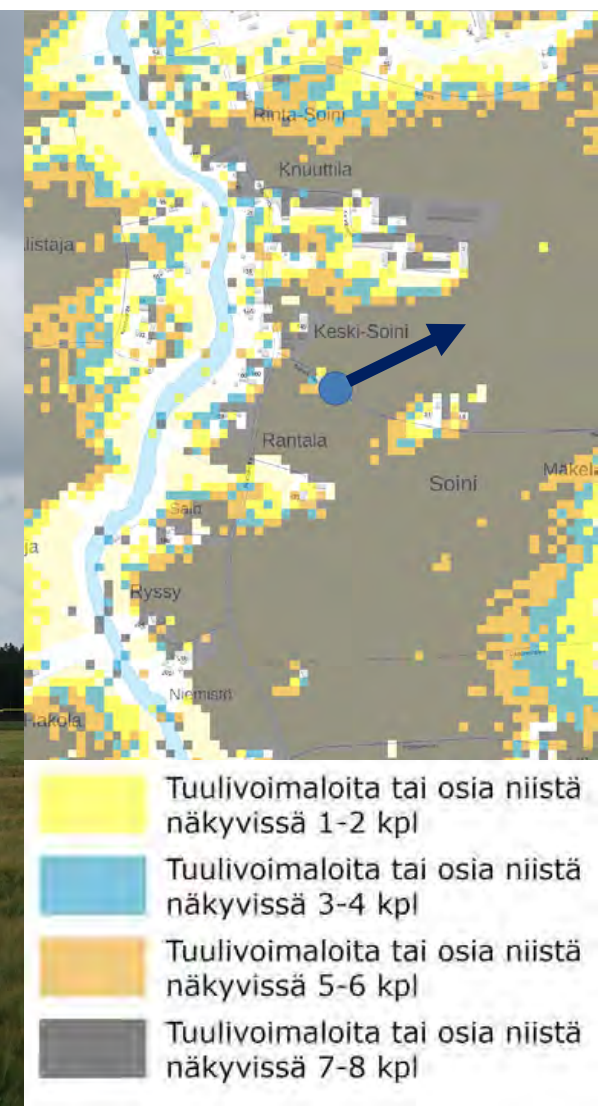 Rinta-Soini
Knuuttila
listaja
Keski-Soini
Rantala
Soini
Mäkelä
Salo
ja
Ryssy
Niemistö
Hakola
Tuulivoimaloita tai osia niistä
näkyvissä 1-2 kpl
Tuulivoimaloita tai osia niistä
näkyvissä 3-4 kpl
Tuulivoimaloita tai osia niistä
näkyvissä 5-6 kpl
Tuulivoimaloita tai osia niistä
näkyvissä 7-8 kpl